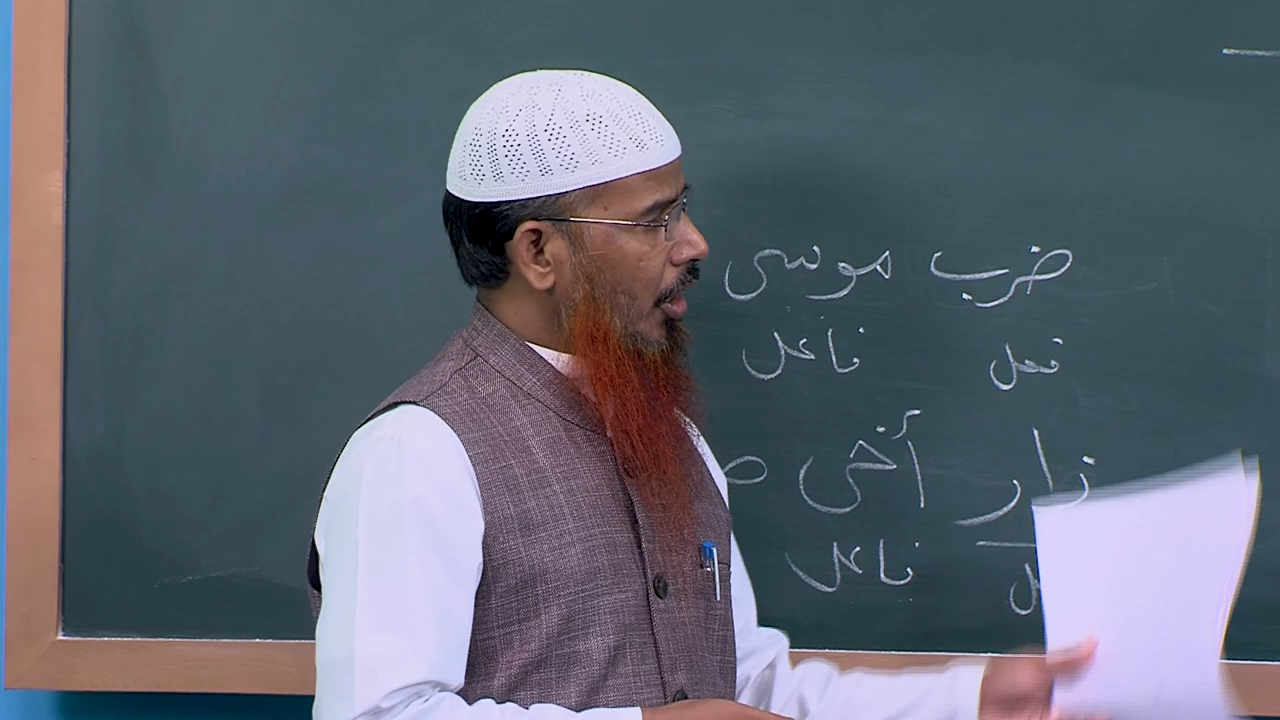 ضرب موسى
فعل فاعل
زار أخي
فاعل